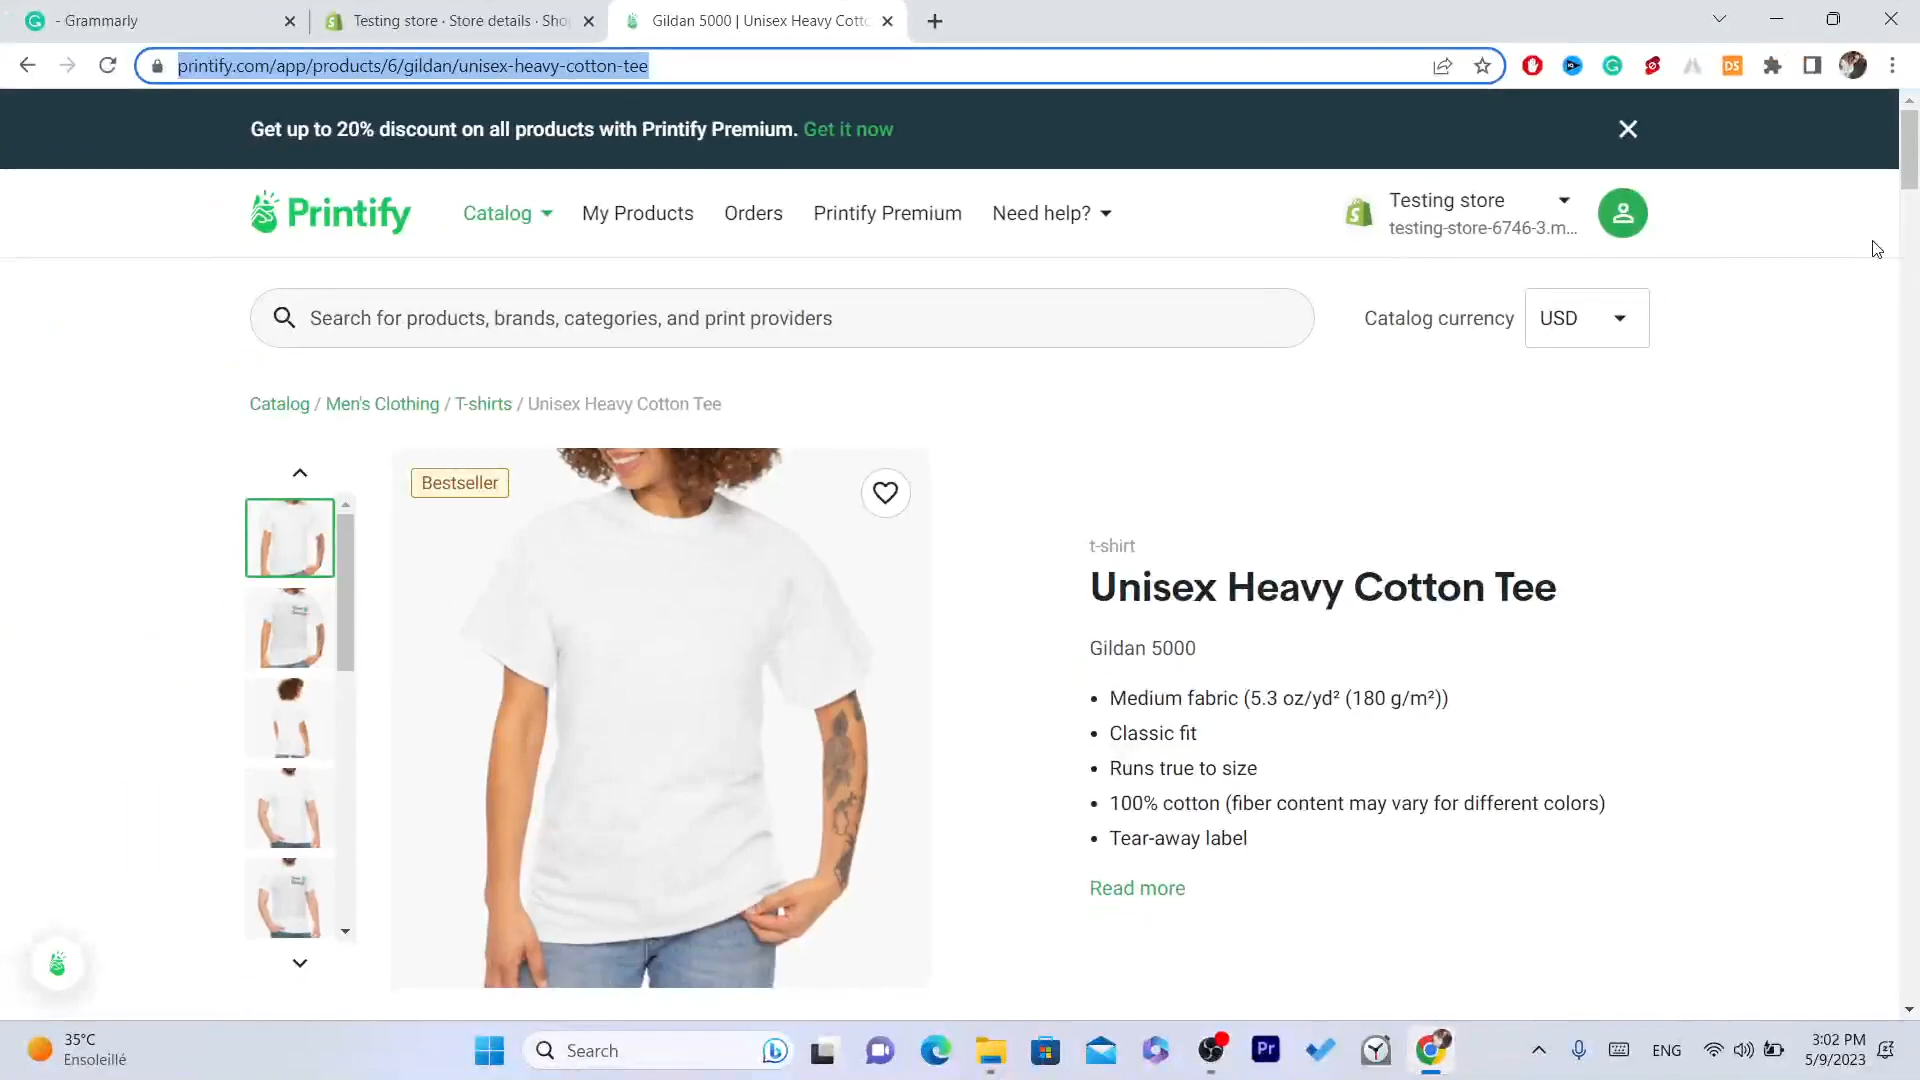 - Grammarly
Testing store · Store details · Sho
Gildan 5000 | Unisex Heavy Cotto
printify.com/app/products/6/gildan/unisex-heavy-cotton-tee
Get up to 20% discount on all products with Printify Premium. Get it now
Printify
Catalog
My Products
Orders
Printify Premium
Need help?
Testing store
testing-store-6746-3.m...
Search for products, brands, categories, and print providers
Catalog currency
USD
Catalog / Men's Clothing / T-shirts / Unisex Heavy Cotton Tee
Bestseller
t-shirt
Unisex Heavy Cotton Tee
Gildan 5000
• Medium fabric (5.3 oz/yd² (180 g/m²))
• Classic fit
• Runs true to size
• 100% cotton (fiber content may vary for different colors)
• Tear-away label
Read more
35°C
Ensoleillé
Search
Pr
ENG
3:02 PM
5/9/2023